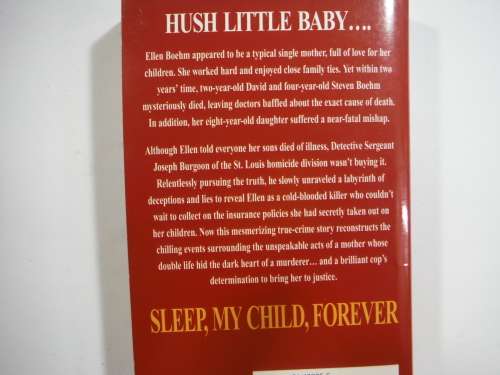 HUSH LITTLE BABY....
Ellen Boehm appeared to be a typical single mother, full of love for her
children. She worked hard and enjoyed close family ties. Yet within two
years' time, two-year-old David and four-year-old Steven Boehm
mysteriously died, leaving doctors baffled about the exact cause of death.
In addition, her eight-year-old daughter suffered a near-fatal mishap.
Although Ellen told everyone her sons died of illness, Detective Sergeant
Joseph Burgoon of the St. Louis homicide division wasn't buying it.
Relentlessly pursuing the truth, he slowly unraveled a labyrinth of
deceptions and lies to reveal Ellen as a cold-blooded killer who couldn't
wait to collect on the insurance policies she had secretly taken out on
her children. Now this mesmerizing true-crime story reconstructs the
chilling events surrounding the unspeakable acts of a mother whose
double life hid the dark heart of a murderer... and a brilliant cop's
determination to bring her to justice.
SLEEP, MY CHILD, FOREVER